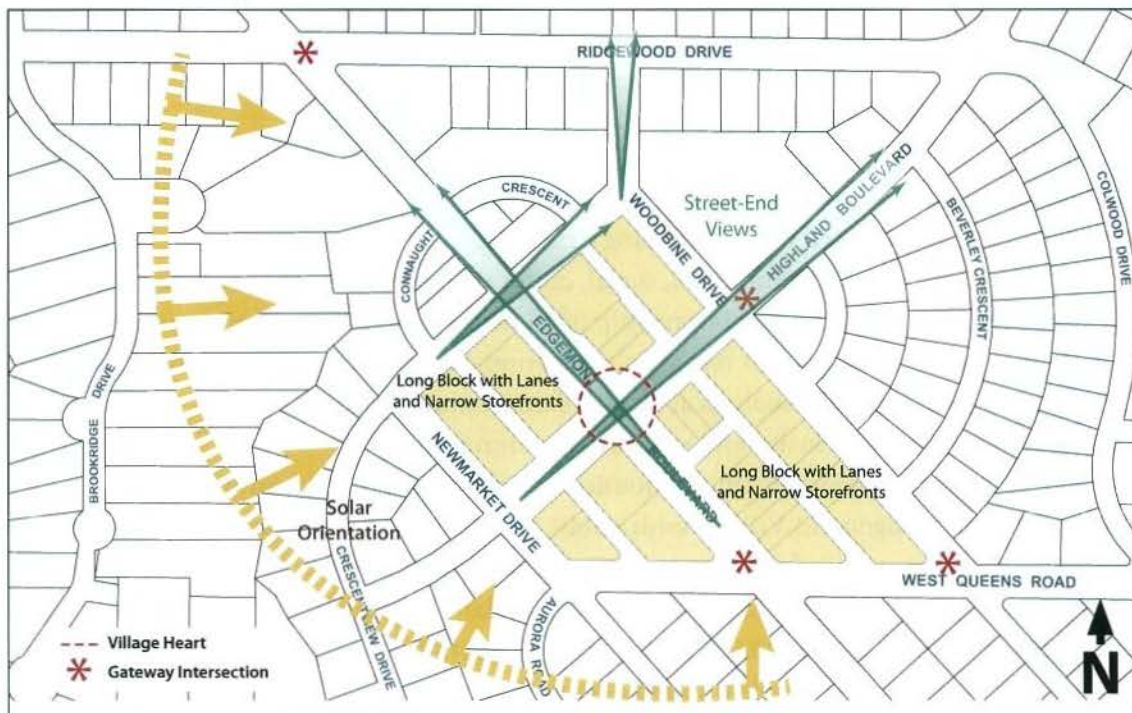 RIDGEWOOD DRIVE
CRESCENT
CONNAUGHT
WOODBINE DRIVE
Street-End
Views
HIGHLAND BOULEVARD
BEVERLEY CRESCENT
COLWOOD DRIVE
EDGEMONT
BOULEVARD
Long Block with Lanes
and Narrow Storefronts
Long Block with Lanes
and Narrow Storefronts
BROOKRIDGE DRIVE
NEWMARKET DRIVE
Solar
Orientation
CRESCENTVIEW DRIVE
AURORA ROAD
WEST QUEENS ROAD
Village Heart
Gateway Intersection
N